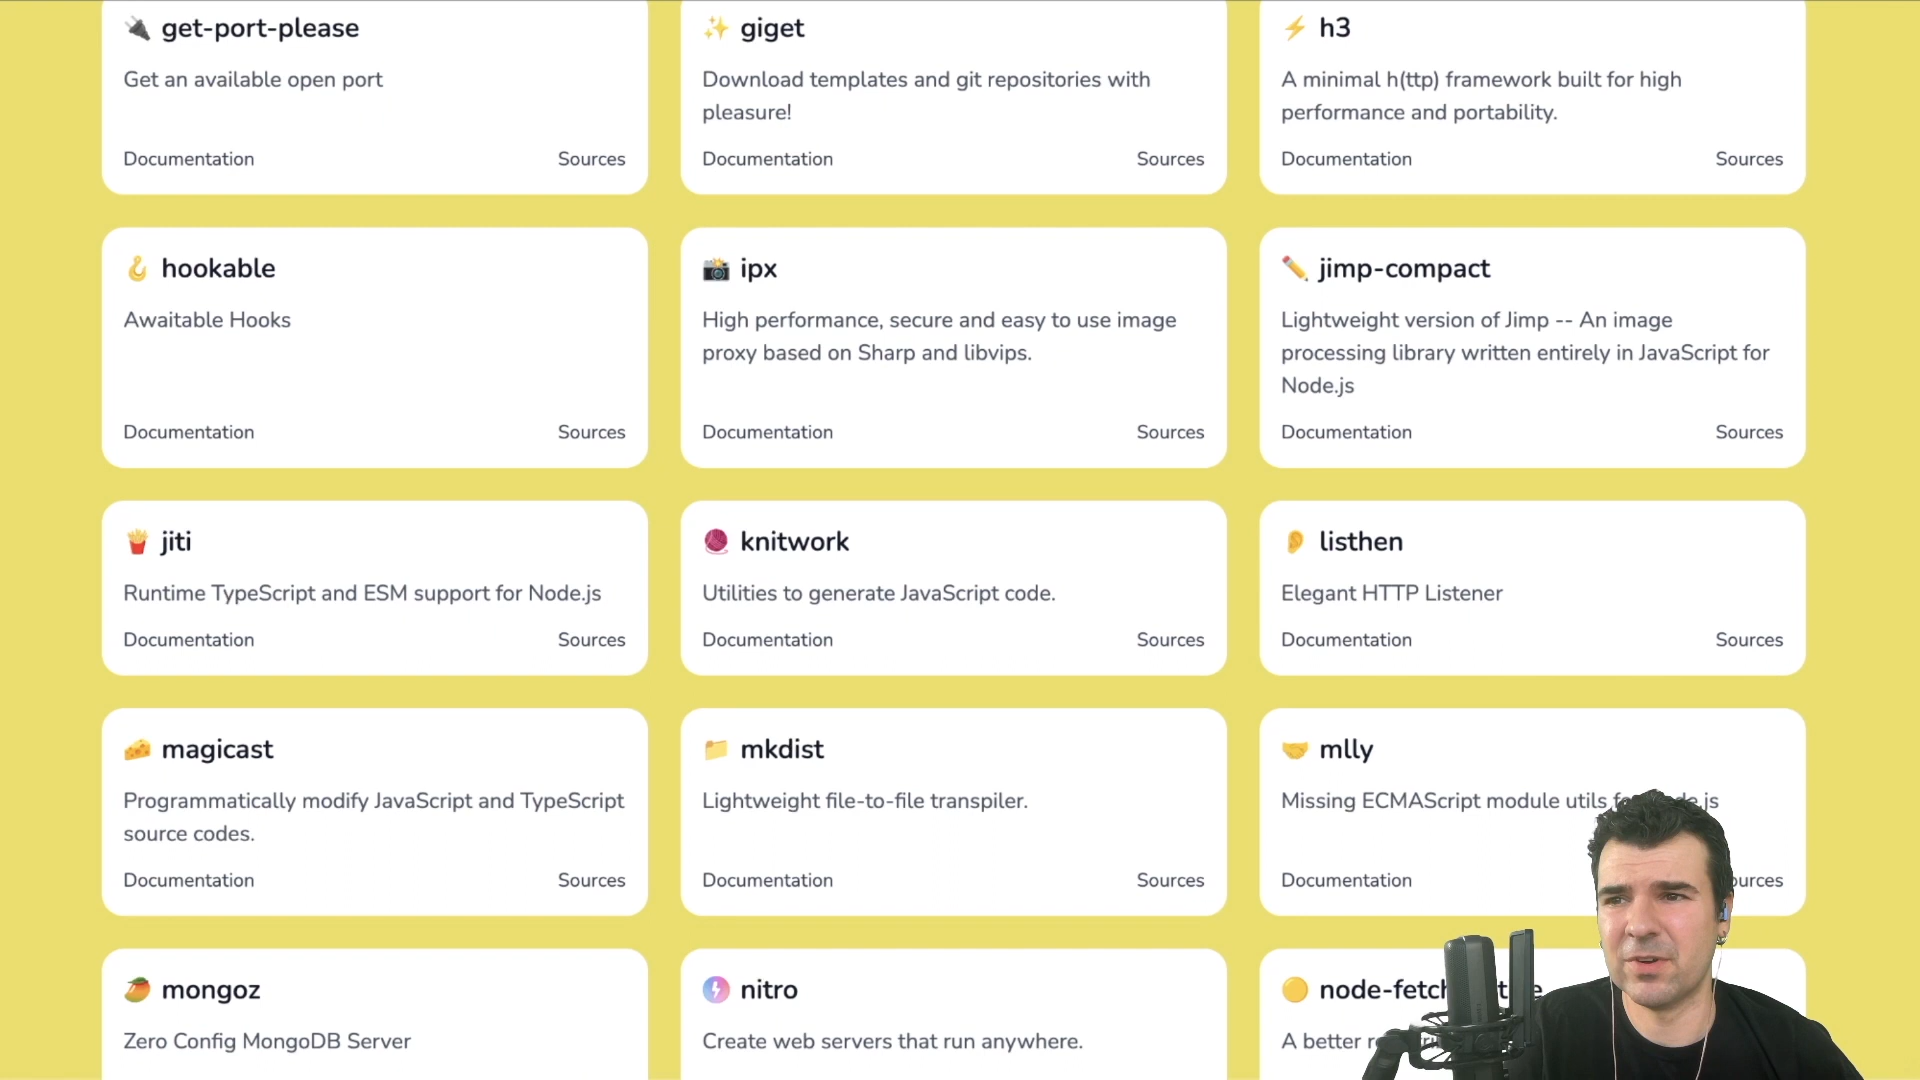 get-port-please
Get an available open port
Documentation
Sources
giget
Download templates and git repositories with
pleasure!
Documentation
Sources
h3
A minimal h(ttp) framework built for high
performance and portability.
Documentation
Sources
hookable
Awaitable Hooks
Documentation
Sources
ipx
High performance, secure and easy to use image
proxy based on Sharp and libvips.
Documentation
Sources
jimp-compact
Lightweight version of Jimp -- An image
processing library written entirely in JavaScript for
Node.js
Documentation
Sources
jiti
Runtime TypeScript and ESM support for Node.js
Documentation
Sources
knitwork
Utilities to generate JavaScript code.
Documentation
Sources
listhen
Elegant HTTP Listener
Documentation
Sources
magicast
Programmatically modify JavaScript and TypeScript
source codes.
Documentation
Sources
mkdist
Lightweight file-to-file transpiler.
Documentation
Sources
mlly
Missing ECMAScript module utils
Documentation
mongoz
Zero Config MongoDB Server
nitro
Create web servers that run anywhere.
A better